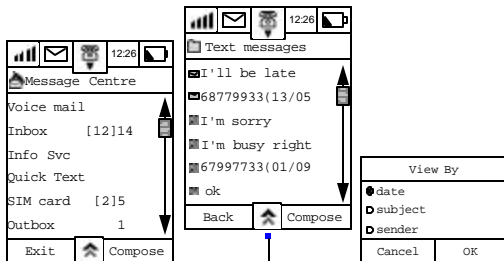 12:26
Message Centre
Voice mail
Inbox [12]14
Info Svc
Quick Text
SIM card [2]5
Outbox 1
Exit Compose
12:26
Text messages
I'll be late
68779933(13/05
I'm sorry
I'm busy right
67997733(01/09
ok
Back Compose
View By
date
subject
sender
Cancel OK